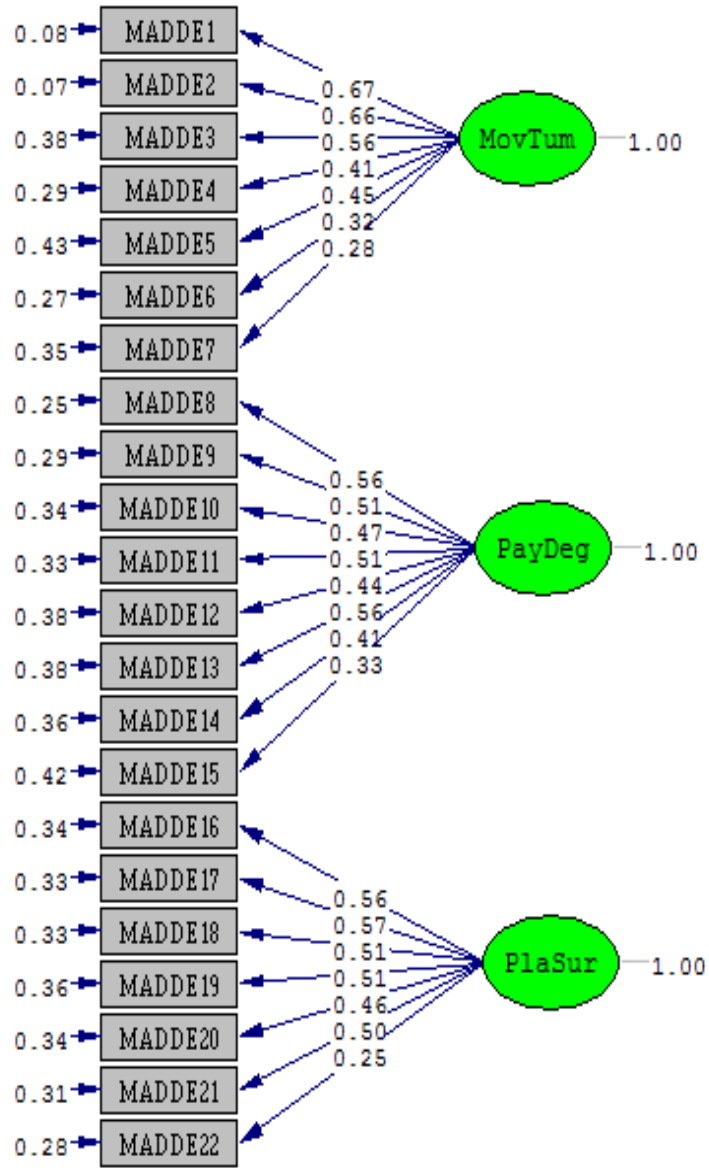 0.08 MADDE1
0.07 MADDE2
0.67
0.38 MADDE3
0.66
0.56
MovTum 1.00
0.29 MADDE4
0.41
0.43 MADDE5
0.45
0.32
0.27 MADDE6
0.28
0.35 MADDE7
0.25 MADDE8
0.29 MADDE9
0.56
0.34 MADDE10
0.51
0.47
0.33 MADDE11
0.51
PayDeg 1.00
0.38 MADDE12
0.44
0.56
0.38 MADDE13
0.41
0.33
0.36 MADDE14
0.42 MADDE15
0.34 MADDE16
0.33 MADDE17
0.56
0.57
0.33 MADDE18
0.51
PlaSur 1.00
0.36 MADDE19
0.51
0.46
0.34 MADDE20
0.50
0.25
0.31 MADDE21
0.28 MADDE22